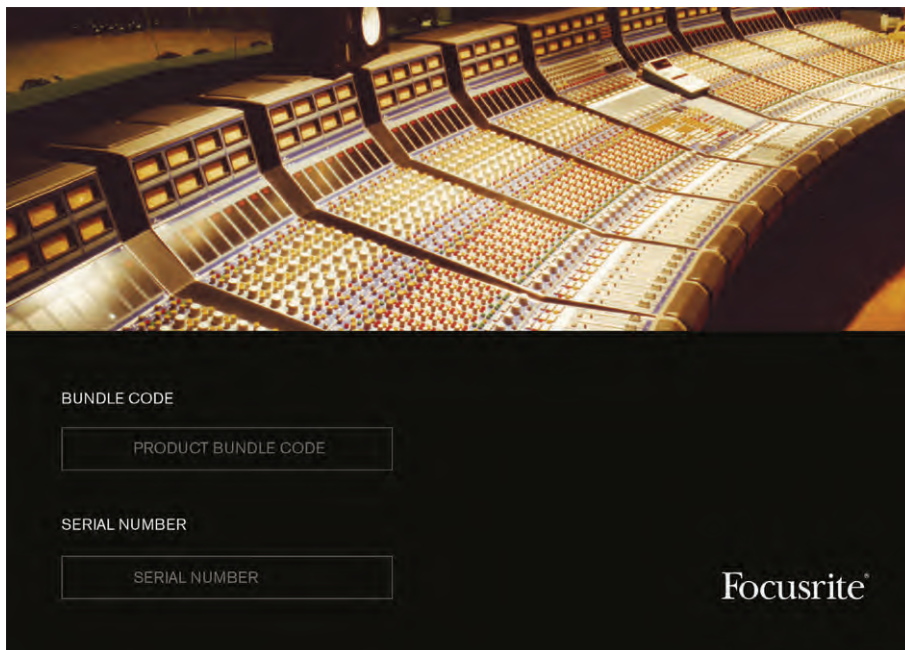 BUNDLE CODE
PRODUCT BUNDLE CODE
SERIAL NUMBER
SERIAL NUMBER
Focusrite®